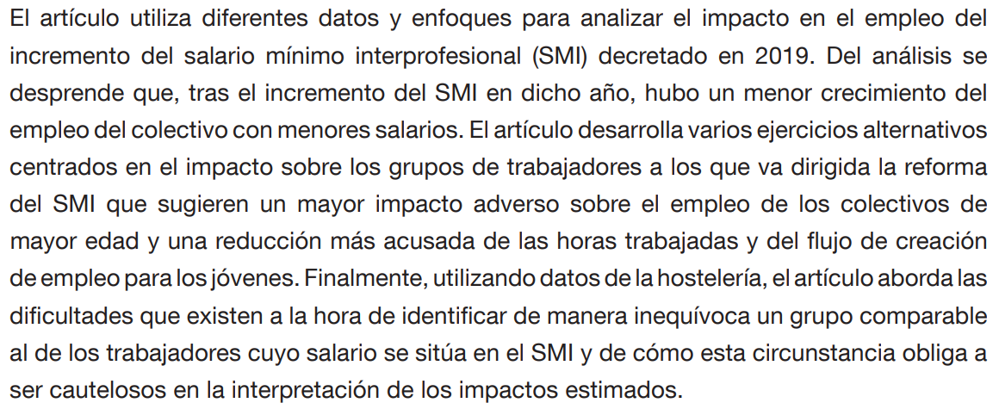 El artículo utiliza diferentes datos y enfoques para analizar el impacto en el empleo del
incremento del salario mínimo interprofesional (SMI) decretado en 2019. Del análisis se
desprende que, tras el incremento del SMI en dicho año, hubo un menor crecimiento del
empleo del colectivo con menores salarios. El artículo desarrolla varios ejercicios alternativos
centrados en el impacto sobre los grupos de trabajadores a los que va dirigida la reforma
del SMI que sugieren un mayor impacto adverso sobre el empleo de los colectivos de
mayor edad y una reducción más acusada de las horas trabajadas y del flujo de creación
de empleo para los jóvenes. Finalmente, utilizando datos de la hostelería, el artículo aborda las
dificultades que existen a la hora de identificar de manera inequívoca un grupo comparable
al de los trabajadores cuyo salario se sitúa en el SMI y de cómo esta circunstancia obliga a
ser cautelosos en la interpretación de los impactos estimados.